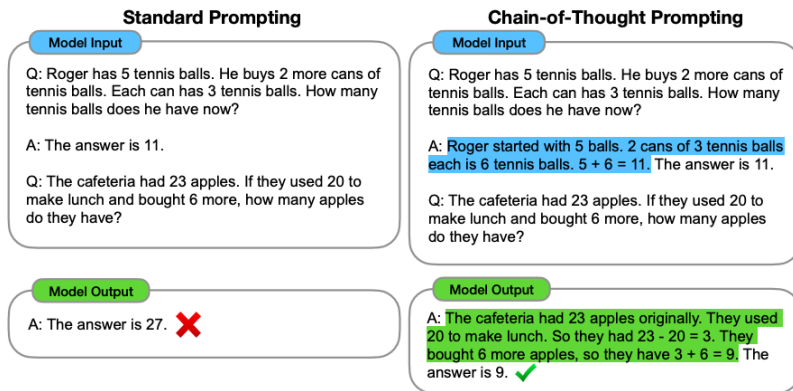 Standard Prompting
Model Input
Q: Roger has 5 tennis balls. He buys 2 more cans of
tennis balls. Each can has 3 tennis balls. How many
tennis balls does he have now?
A: The answer is 11.
Q: The cafeteria had 23 apples. If they used 20 to
make lunch and bought 6 more, how many apples
do they have?
Model Output
A: The answer is 27.
Chain-of-Thought Prompting
Model Input
Q: Roger has 5 tennis balls. He buys 2 more cans of
tennis balls. Each can has 3 tennis balls. How many
tennis balls does he have now?
A: Roger started with 5 balls. 2 cans of 3 tennis balls
each is 6 tennis balls. 5 + 6 = 11. The answer is 11.
Q: The cafeteria had 23 apples. If they used 20 to
make lunch and bought 6 more, how many apples
do they have?
Model Output
A: The cafeteria had 23 apples originally. They used
20 to make lunch. So they had 23 - 20 = 3. They
bought 6 more apples, so they have 3 + 6 = 9. The
answer is 9.